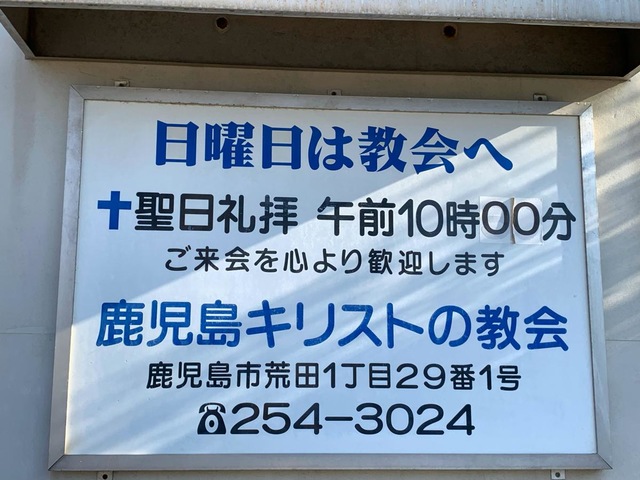 日曜日は教会へ
✝聖日礼拝 午前10時00分
ご来会を心より歓迎します
鹿児島キリストの教会
鹿児島市荒田1丁目29番1号
☎254-3024